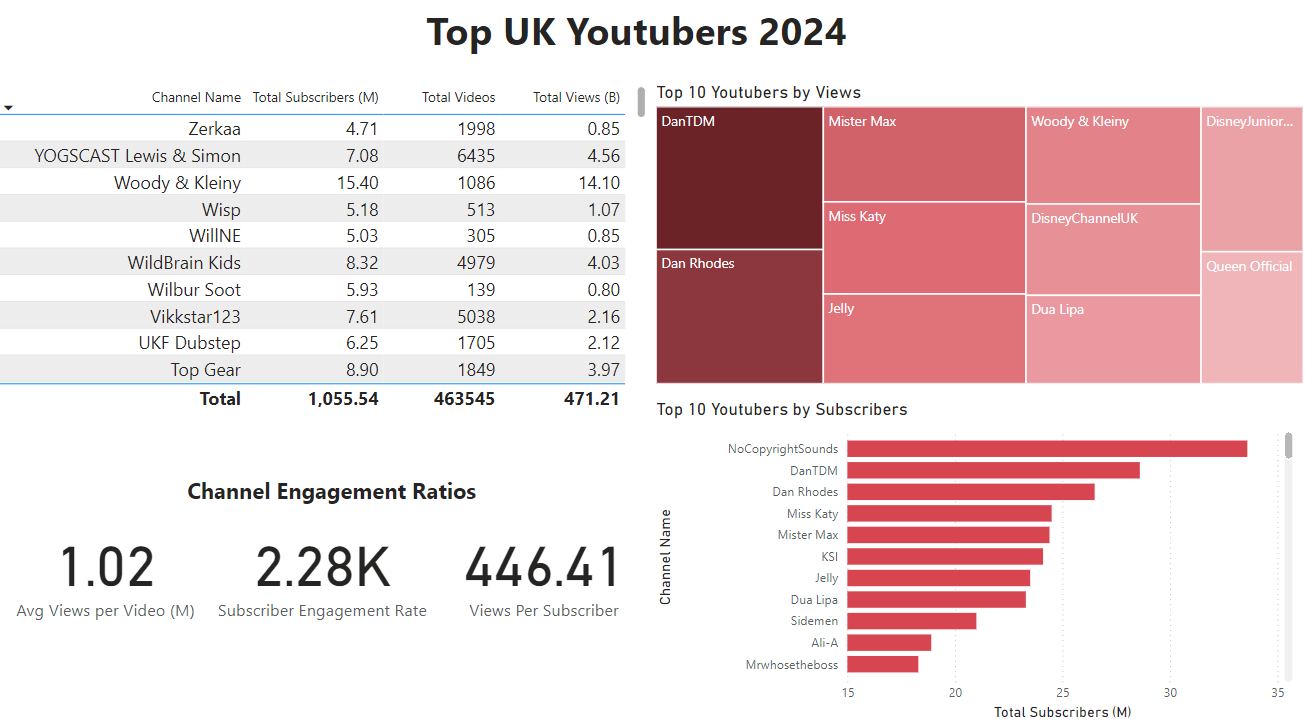 Top UK Youtubers 2024
Channel Name Total Subscribers (M) Total Videos Total Views (B)
Zerkaa 4.71 1998 0.85
YOGSCAST Lewis & Simon 7.08 6435 4.56
Woody & Kleiny 15.40 1086 14.10
Wisp 5.18 513 1.07
WillNE 5.03 305 0.85
WildBrain Kids 8.32 4979 4.03
Wilbur Soot 5.93 139 0.80
Vikkstar123 7.61 5038 2.16
UKF Dubstep 6.25 1705 2.12
Top Gear 8.90 1849 3.97
Total 1,055.54 463545 471.21
Channel Engagement Ratios
1.02 2.28K 446.41
Avg Views per Video (M) Subscriber Engagement Rate Views Per Subscriber
Top 10 Youtubers by Views
DanTDM
Dan Rhodes
Mister Max
Miss Katy
Jelly
Woody & Kleiny
DisneyChannelUK
Dua Lipa
DisneyJunior...
Queen Official
Top 10 Youtubers by Subscribers
Channel Name
NoCopyrightSounds
DanTDM
Dan Rhodes
Miss Katy
Mister Max
KSI
Jelly
Dua Lipa
Sidemen
Ali-A
Mrwhosetheboss
15 20 25 30 35
Total Subscribers (M)